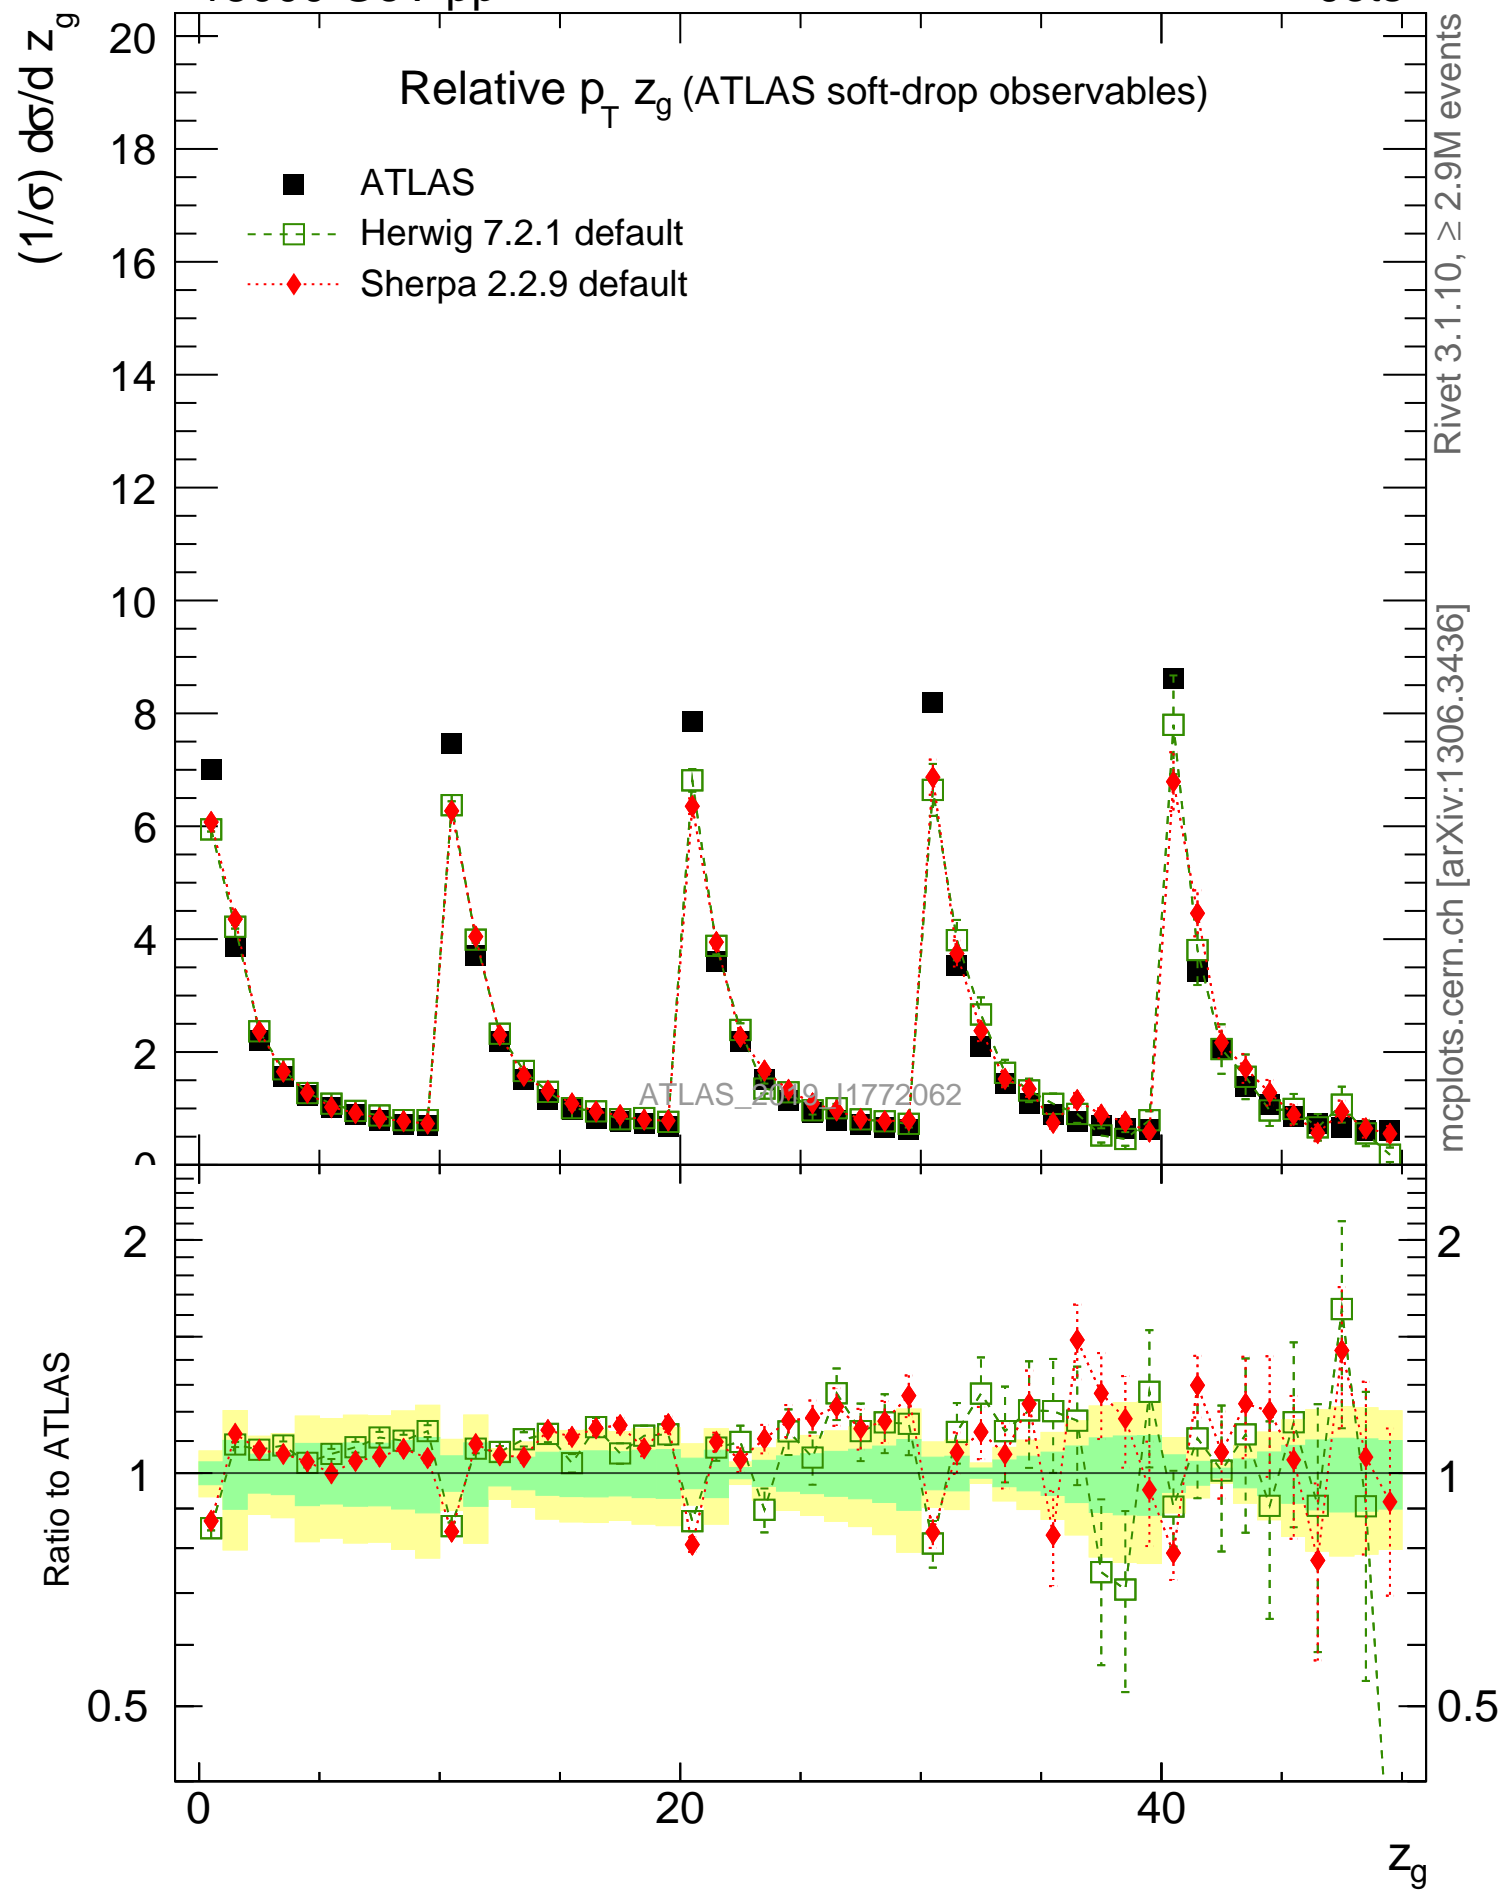 (1/σ) dσ/d z_g
Relative p_T z_g (ATLAS soft-drop observables)
ATLAS
Herwig 7.2.1 default
Sherpa 2.2.9 default
20
18
16
14
12
10
8
6
4
2
0
ATLAS_2019_I1772062
Rivet 3.1.10, ≥ 2.9M events
mcplots.cern.ch [arXiv:1306.3436]
Ratio to ATLAS
2
1
0.5
2
1
0.5
0
20
40
z_g